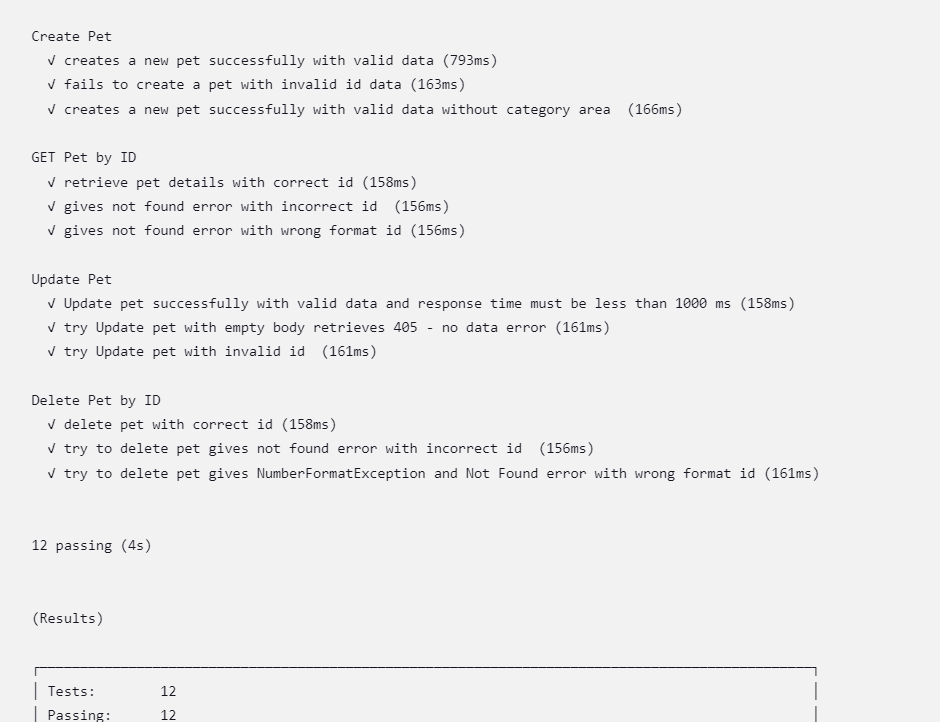 Create Pet
√ creates a new pet successfully with valid data (793ms)
√ fails to create a pet with invalid id data (163ms)
√ creates a new pet successfully with valid data without category area  (166ms)
GET Pet by ID
√ retrieve pet details with correct id (158ms)
√ gives not found error with incorrect id  (156ms)
√ gives not found error with wrong format id (156ms)
Update Pet
√ Update pet successfully with valid data and response time must be less than 1000 ms (158ms)
√ try Update pet with empty body retrieves 405 - no data error (161ms)
√ try Update pet with invalid id  (161ms)
Delete Pet by ID
√ delete pet with correct id (158ms)
√ try to delete pet gives not found error with incorrect id  (156ms)
√ try to delete pet gives NumberFormatException and Not Found error with wrong format id (161ms)
12 passing (4s)
(Results)
Tests:        12
Passing:      12